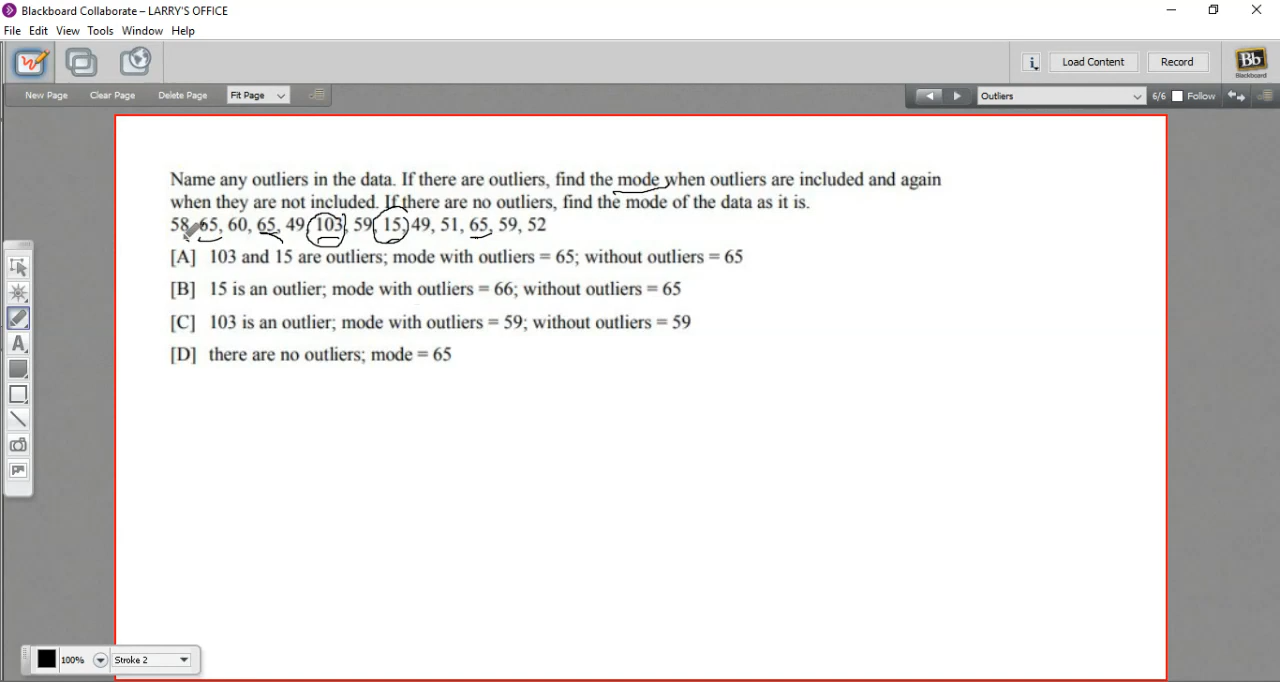 Blackboard Collaborate – LARRY'S OFFICE
File Edit View Tools Window Help
Load Content
Record
Bb
Blackboard
New Page
Clear Page
Delete Page
Fit Page
Outliers
6/6
Follow
Name any outliers in the data. If there are outliers, find the mode when outliers are included and again
when they are not included. If there are no outliers, find the mode of the data as it is.
58, 65, 60, 65, 49, 103, 59, 15, 49, 51, 65, 59, 52
[A] 103 and 15 are outliers; mode with outliers = 65; without outliers = 65
[B] 15 is an outlier; mode with outliers = 66; without outliers = 65
[C] 103 is an outlier; mode with outliers = 59; without outliers = 59
[D] there are no outliers; mode = 65
A
100%
Stroke 2